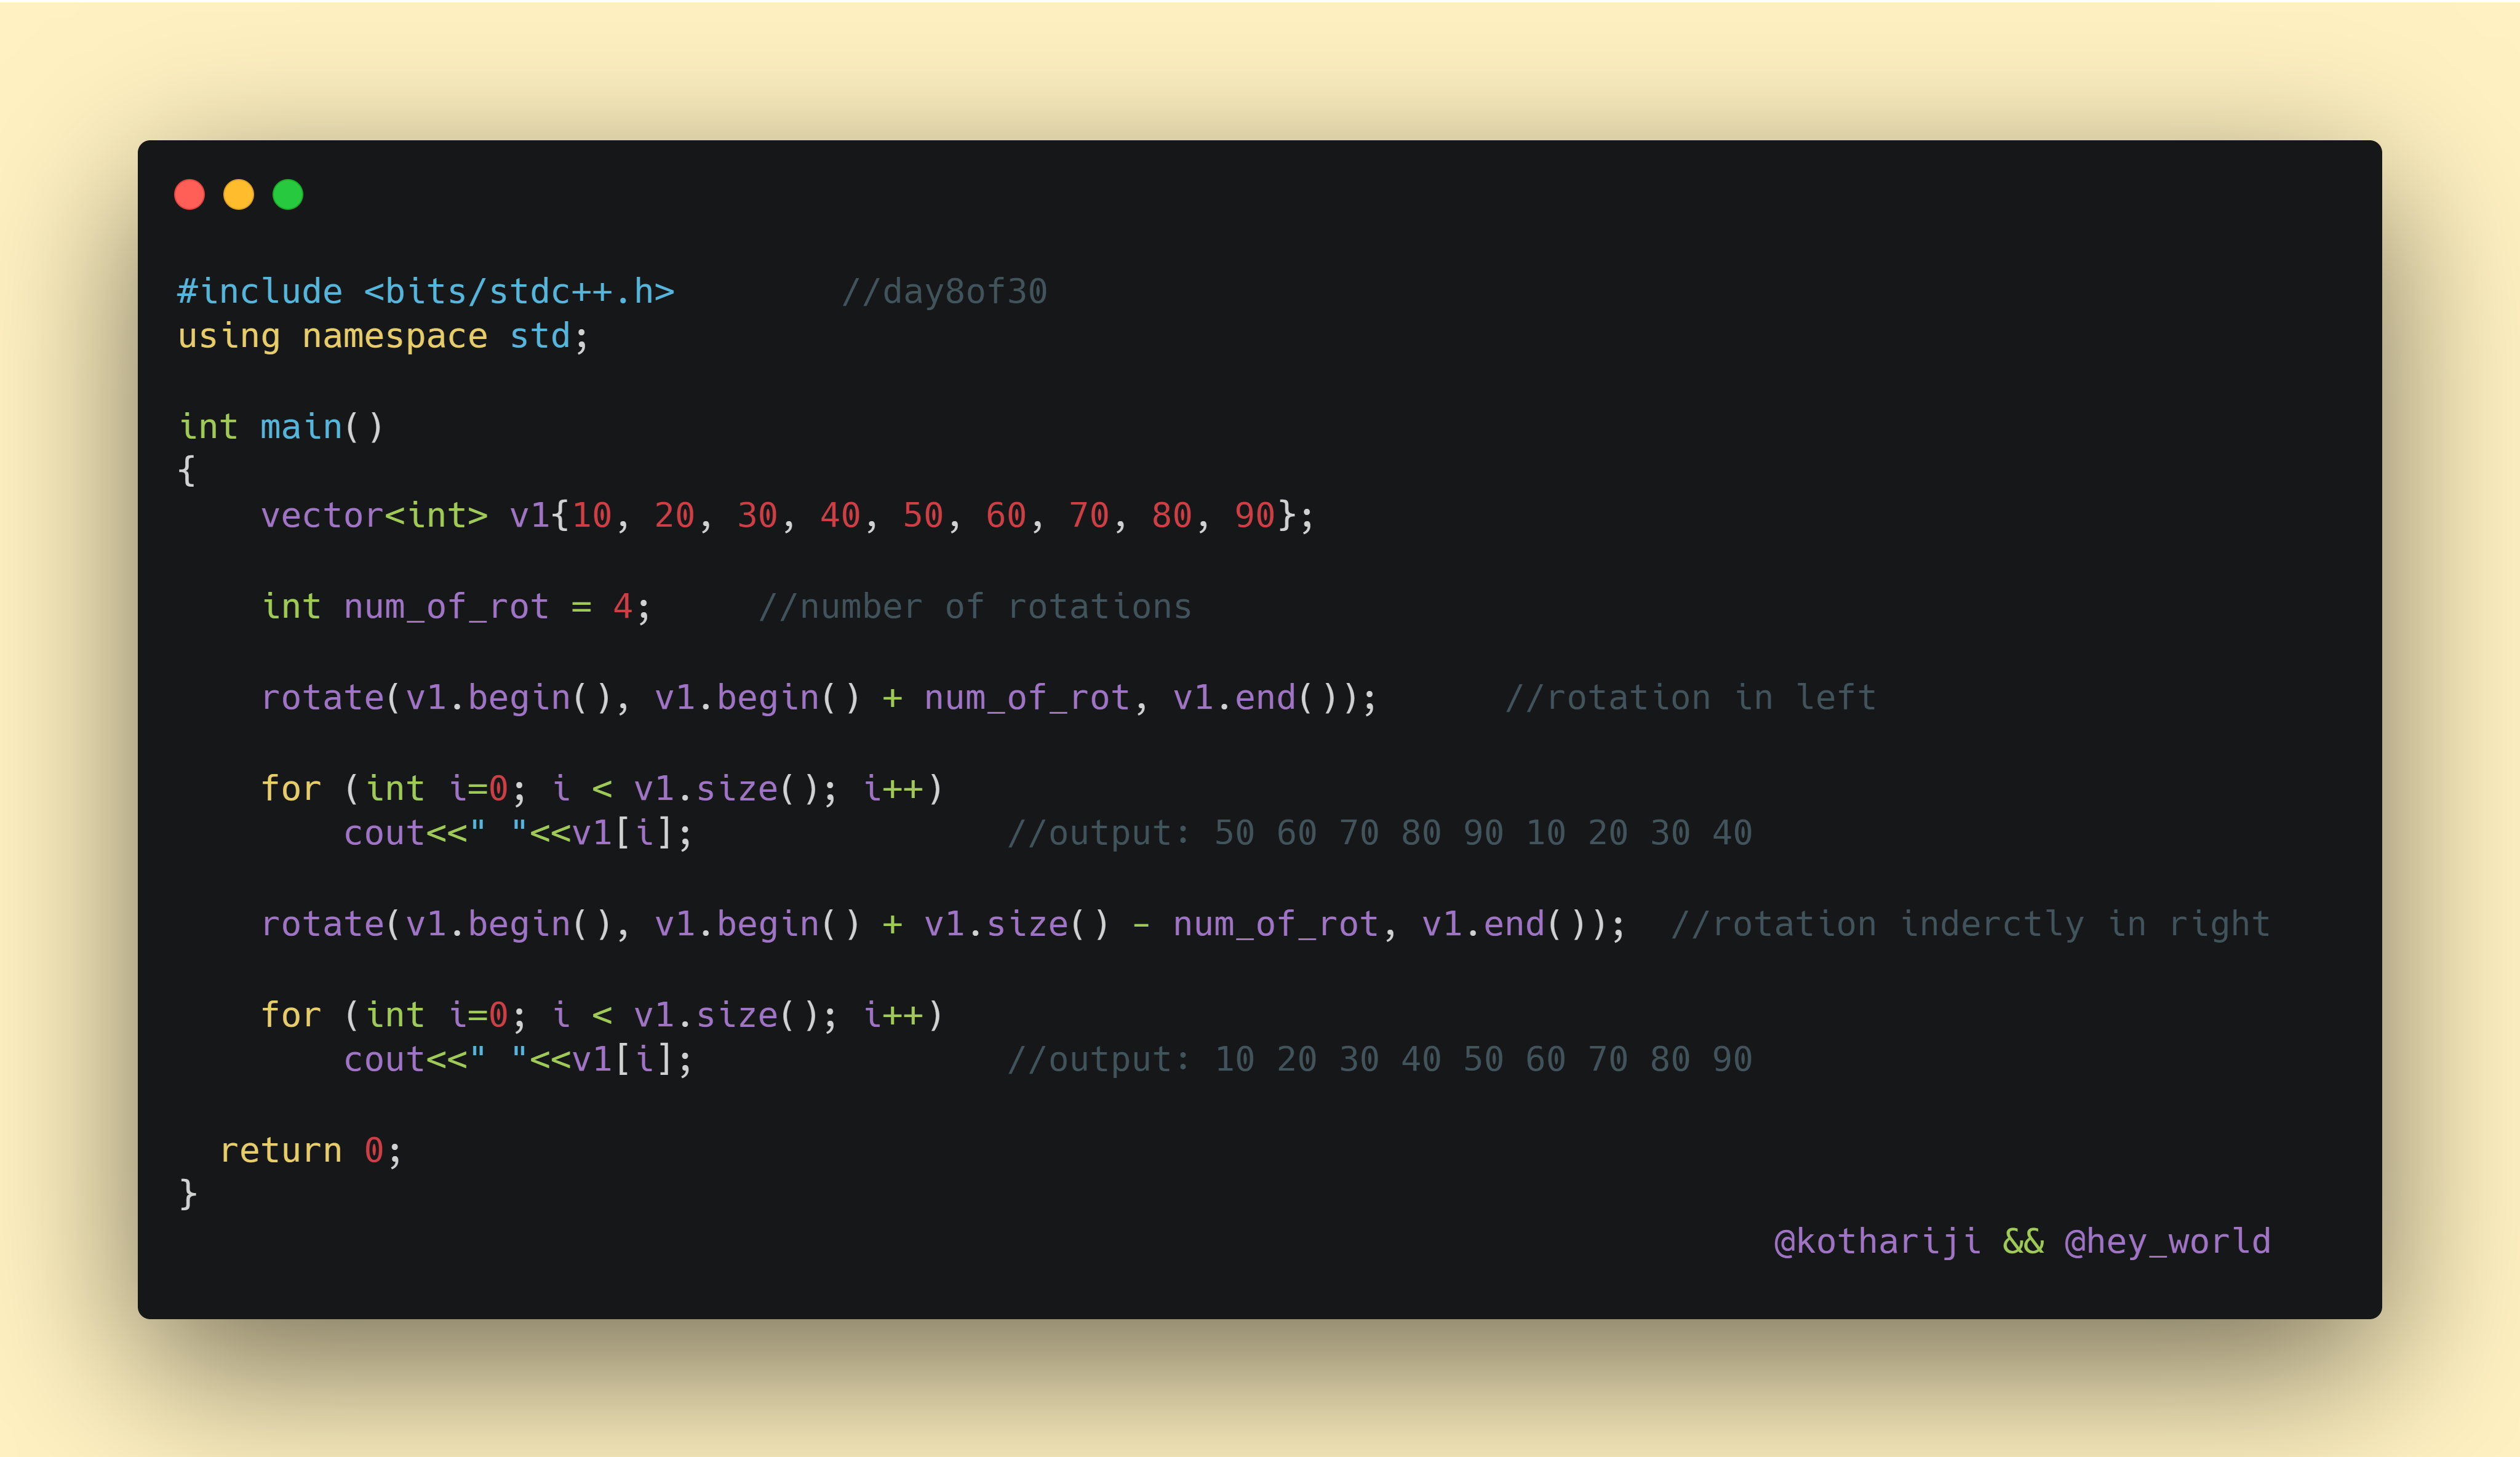 #include <bits/stdc++.h>        //day8of30
using namespace std;
int main()
{
    vector<int> v1{10, 20, 30, 40, 50, 60, 70, 80, 90};
    int num_of_rot = 4;     //number of rotations
    rotate(v1.begin(), v1.begin() + num_of_rot, v1.end());      //rotation in left
    for (int i=0; i < v1.size(); i++)
        cout<<" "<<v1[i];               //output: 50 60 70 80 90 10 20 30 40
    rotate(v1.begin(), v1.begin() + v1.size() - num_of_rot, v1.end());  //rotation inderctly in right
    for (int i=0; i < v1.size(); i++)
        cout<<" "<<v1[i];               //output: 10 20 30 40 50 60 70 80 90
  return 0;
}
@kothariji && @hey_world